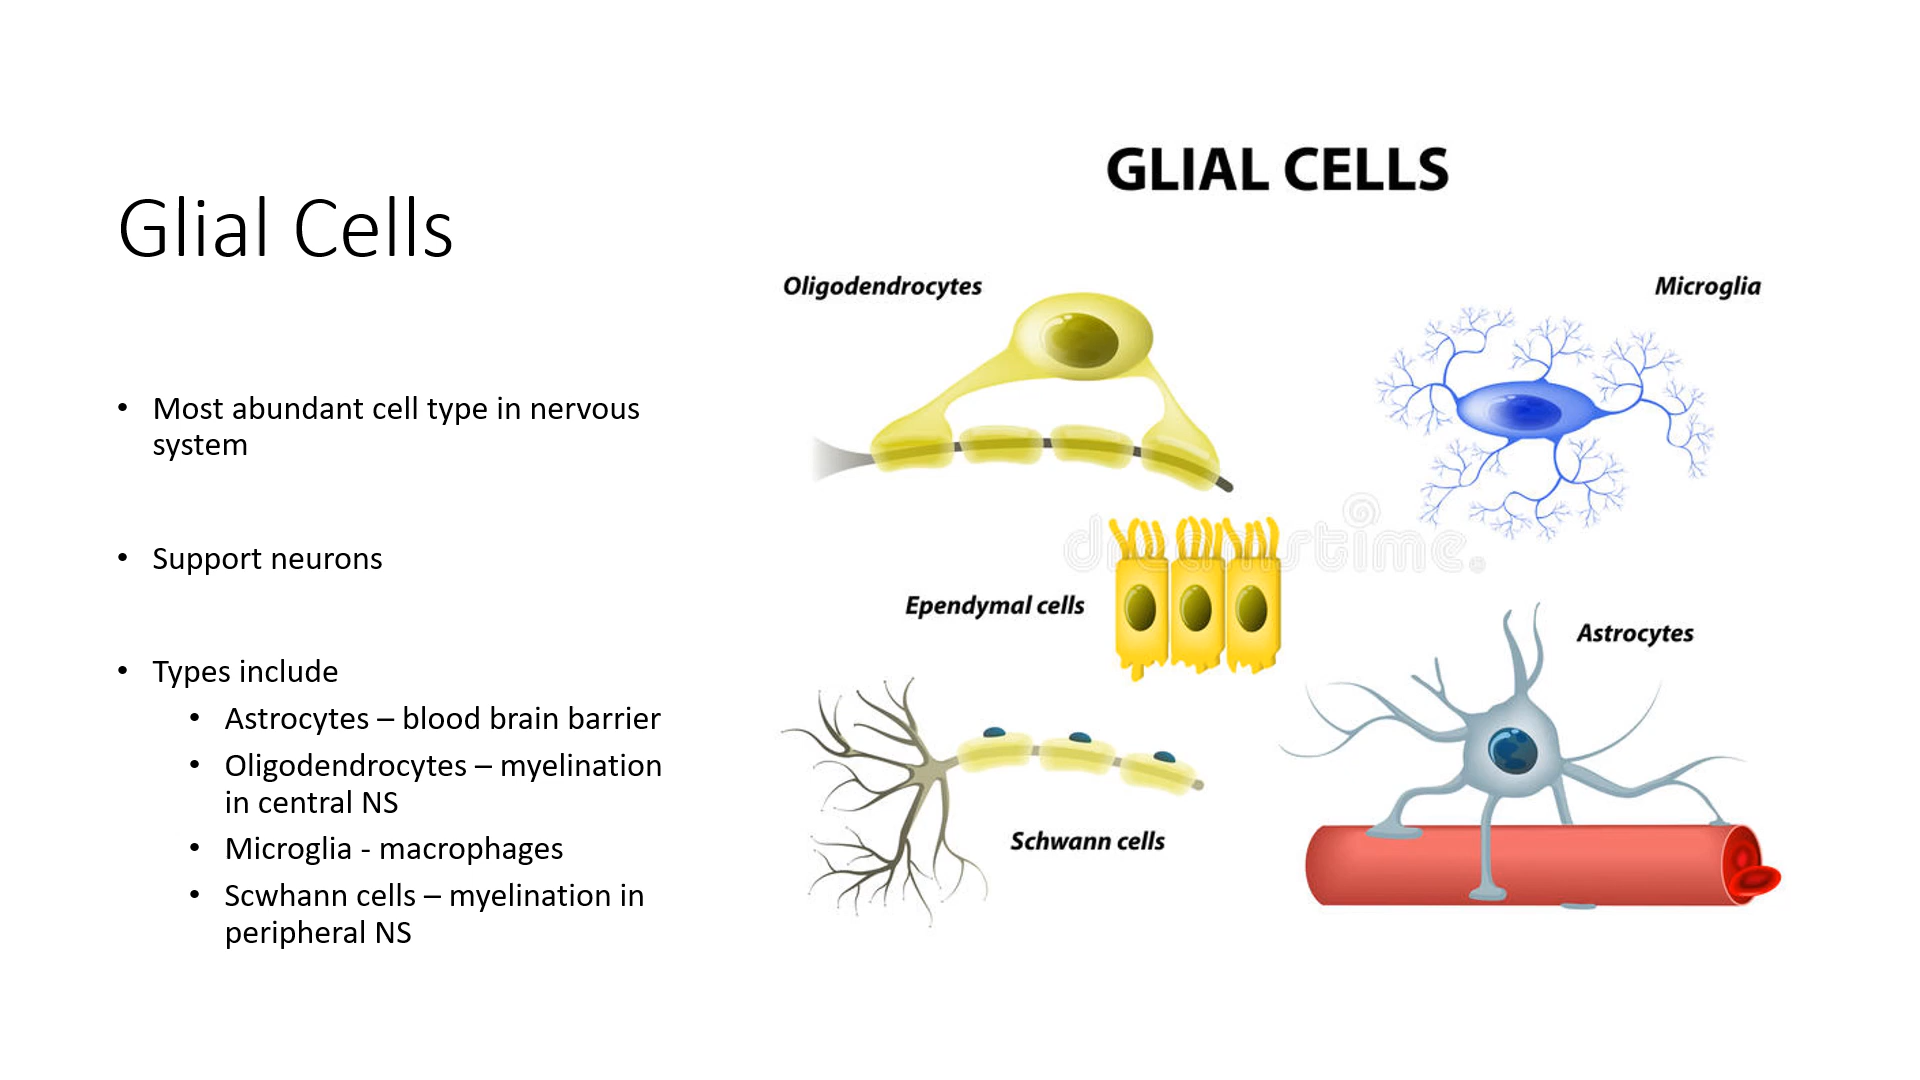 Glial Cells
• Most abundant cell type in nervous
system
• Support neurons
• Types include
• Astrocytes – blood brain barrier
• Oligodendrocytes – myelination
in central NS
• Microglia - macrophages
• Scwhann cells – myelination in
peripheral NS
GLIAL CELLS
Oligodendrocytes
Microglia
dreamstime.
Ependymal cells
Astrocytes
Schwann cells